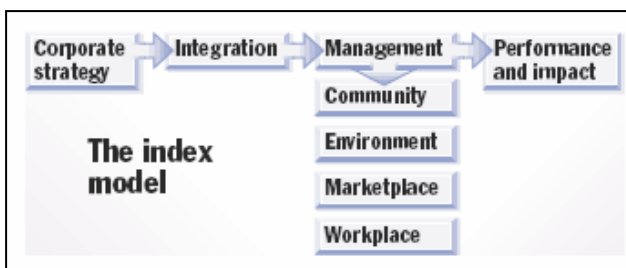 Corporate
strategy
Integration
Management
Performance
and impact
Community
Environment
Marketplace
Workplace
The index
model